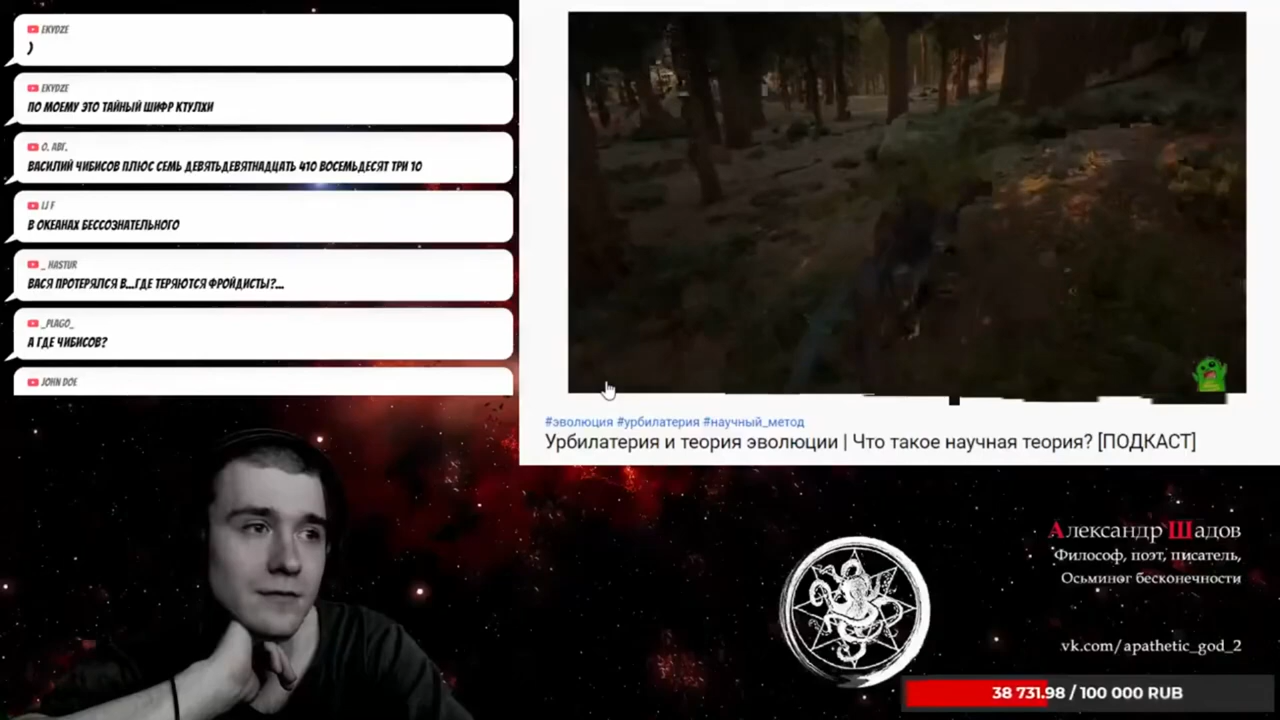 EKYDZE
)
EKYDZE
ПО МОЕМУ ЭТО ТАЙНЫЙ ШИФР КТУЛХИ
О. АВГ.
ВАСИЛИЙ ЧИБИСОВ ПЛЮС СЕМЬ ДЕВЯТЬДЕВЯТНАДЦАТЬ 410 ВОСЕМЬДЕСЯТ ТРИ 10
IJ F
В ОКЕАНАХ БЕССОЗНАТЕЛЬНОГО
_ HASTUR
ВАСЯ ПРОТЕРЯЛСЯ В...ГДЕ ТЕРЯЮТСЯ ФРОЙДИСТЫ?...
_PLAGO_
А ГДЕ ЧИБИСОВ?
JOHN DOE
#эволюция #урбилатерия #научный_метод
Урбилатерия и теория эволюции | Что такое научная теория? [ПОДКАСТ]
Александр Шадов
Философ, поэт, писатель,
Осьминог бесконечности
vk.com/apathetic_god_2
38 731.98 / 100 000 RUB